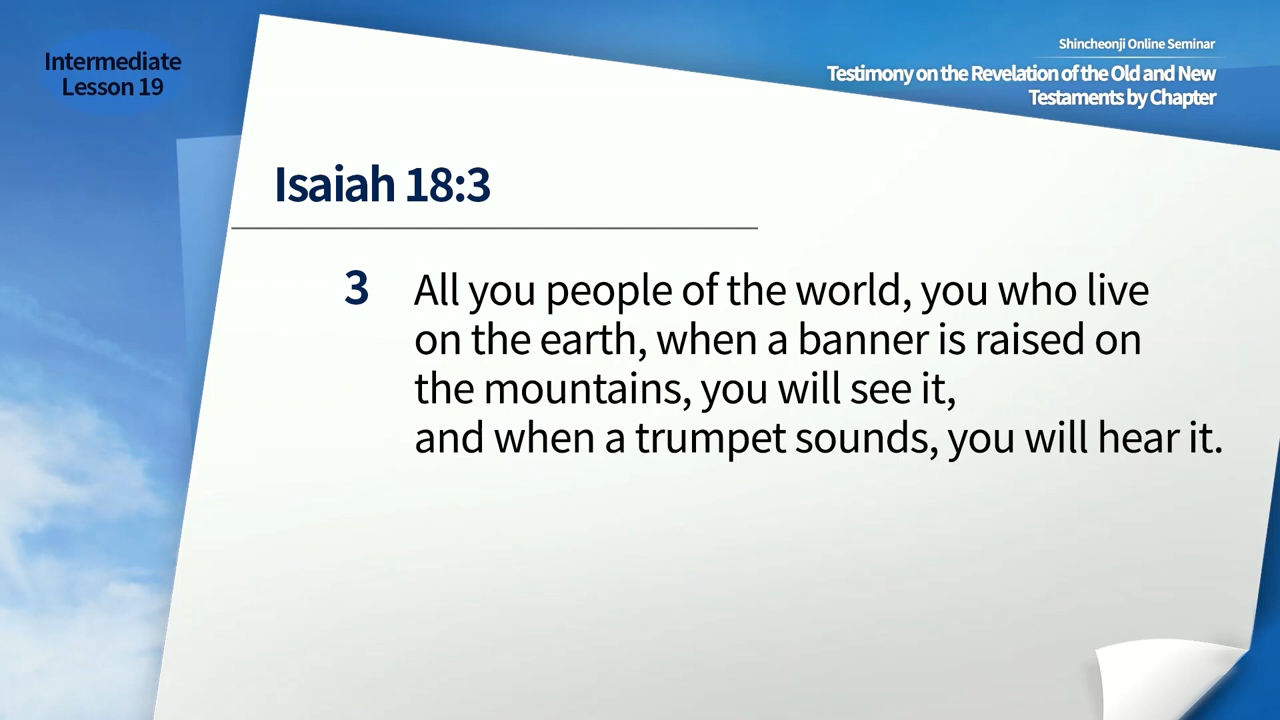 Intermediate
Lesson 19
Shincheonji Online Seminar
Testimony on the Revelation of the Old and New
Testaments by Chapter
Isaiah 18:3
3 All you people of the world, you who live
on the earth, when a banner is raised on
the mountains, you will see it,
and when a trumpet sounds, you will hear it.